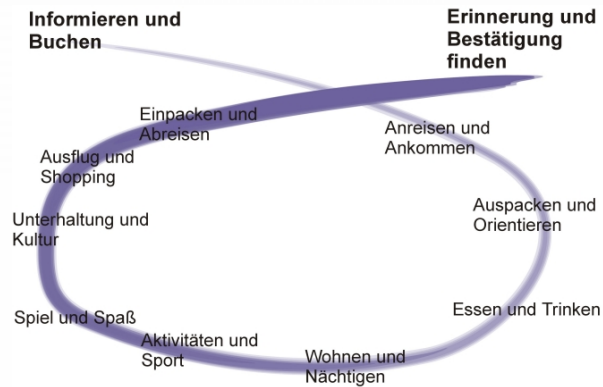 Informieren und
Buchen
Erinnerung und
Bestätigung
finden
Einpacken und
Abreisen
Anreisen und
Ankommen
Ausflug und
Shopping
Auspacken und
Orientieren
Unterhaltung und
Kultur
Essen und Trinken
Spiel und Spaß
Aktivitäten und
Sport
Wohnen und
Nächtigen